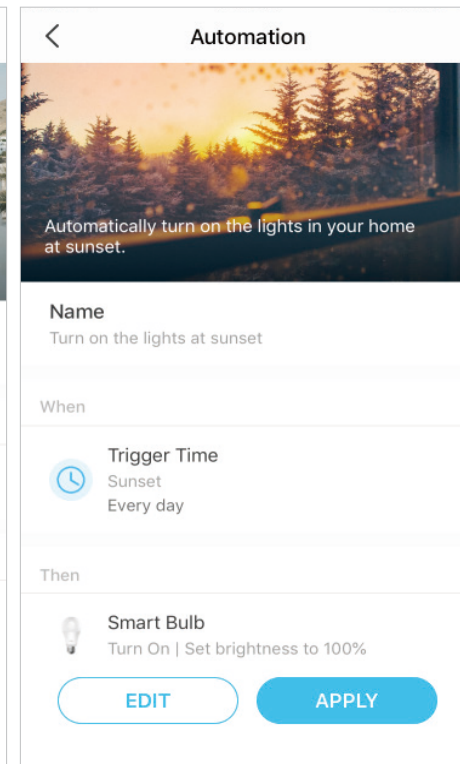 Automation
Automatically turn on the lights in your home
at sunset.
Name
Turn on the lights at sunset
When
Trigger Time
Sunset
Every day
Then
Smart Bulb
Turn On | Set brightness to 100%
EDIT
APPLY